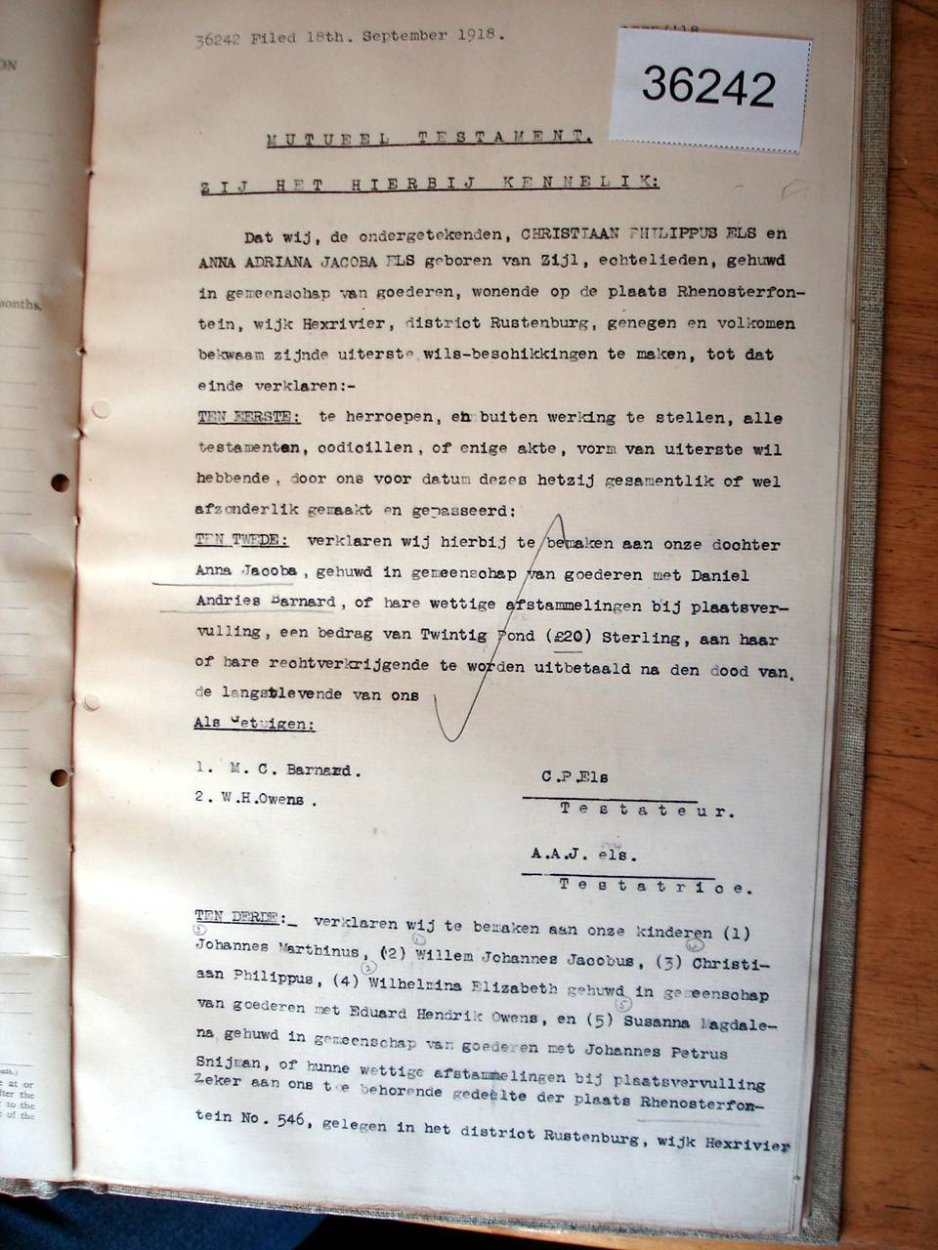 36242 Filed 18th. September 1918.
36242
MUTUEEL TESTAMENT.
ZIJ HET HIERBIJ KENNELIK:
Dat wij, de ondergetekenden, CHRISTIAAN PHILIPPUS ELS en
ANNA ADRIANA JACOBA ELS geboren van Zijl, echtelieden, gehuwd
in gemeenschap van goederen, wonende op de plaats Rhenosterfon-
tein, wijk Hexrivier, district Rustenburg, genegen en volkomen
bekwaam zijnde uiterste wils-beschikkingen te maken, tot dat
einde verklaren:-
TEN EERSTE: te herroepen, en buiten werking te stellen, alle
testamenten, codicillen, of enige akte, vorm van uiterste wil
hebbende, door ons voor datum dezes hetzij gesamentlik of wel
afzonderlik gemaakt en gepasseerd:
TEN TWEDE: verklaren wij hierbij te bemaken aan onze dochter
Anna Jacoba, gehuwd in gemeenschap van goederen met Daniel
Andries Barnard, of hare wettige afstammelingen bij plaatsver-
vulling, een bedrag van Twintig Pond (£20) Sterling, aan haar
of hare rechtverkrijgende te worden uitbetaald na den dood van
de langstlevende van ons
Als Getuigen:
1. M. C. Barnard.
2. W.H.Owens.
C.P.Els
Testateur.
A.A.J. els.
Testatrice.
TEN DERDE:_ verklaren wij te bemaken aan onze kinderen (1)
Johannes Marthinus, (2) Willem Johannes Jacobus, (3) Christi-
aan Philippus, (4) Wilhelmina Elizabeth gehuwd in gemeenschap
van goederen met Eduard Hendrik Owens, en (5) Susanna Magdale-
na gehuwd in gemeenschap van goederen met Johannes Petrus
Snijman, of hunne wettige afstammelingen bij plaatsvervulling
Zeker aan ons toe behorende gedeelte der plaats Rhenosterfon-
tein No. 546, gelegen in het district Rustenburg, wijk Hexrivier
months.
at or
to the
of the